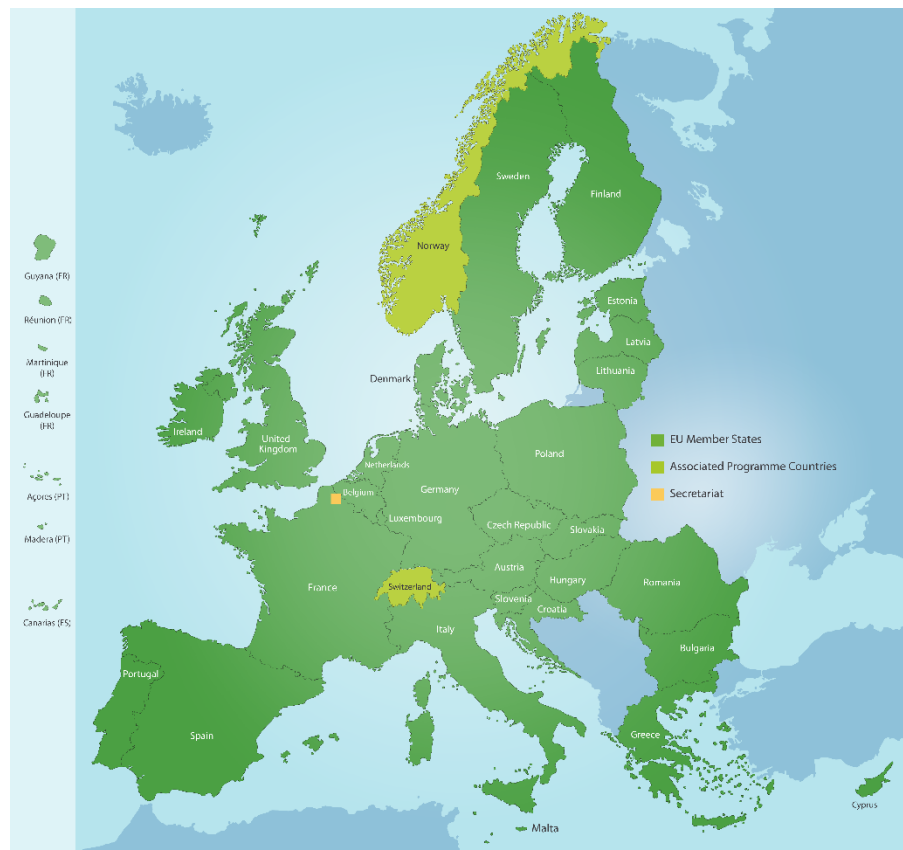 Guyana (FR)
Réunion (FR)
Martinique
(FR)
Guadeloupe
(FR)
Açores (PT)
Madera (PT)
Canarias (ES)
Sweden
Finland
Norway
Estonia
Latvia
Lithuania
Denmark
Ireland
United
Kingdom
Netherlands
Belgium
Luxembourg
Germany
Poland
Czech Republic
Slovakia
Austria
Hungary
Slovenia
Croatia
Romania
Bulgaria
France
Switzerland
Italy
Portugal
Spain
Greece
Malta
Cyprus
EU Member States
Associated Programme Countries
Secretariat